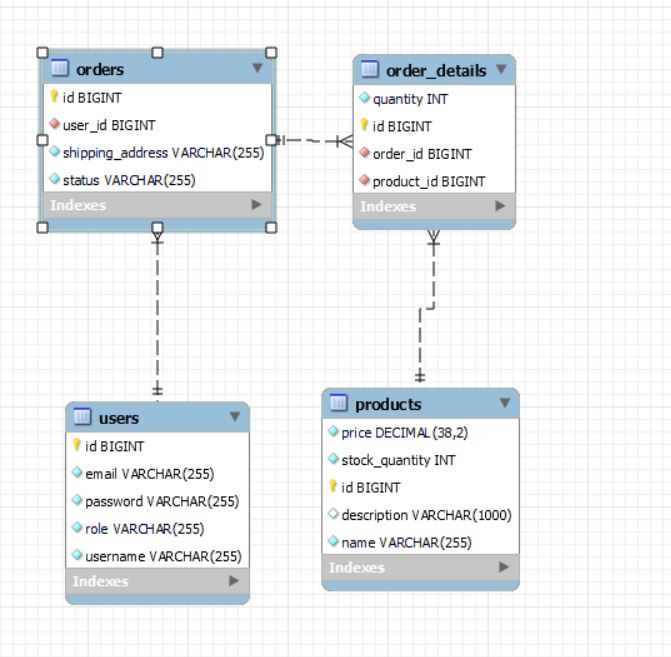 orders
id BIGINT
user_id BIGINT
shipping_address VARCHAR(255)
status VARCHAR(255)
Indexes
order_details
quantity INT
id BIGINT
order_id BIGINT
product_id BIGINT
Indexes
users
id BIGINT
email VARCHAR(255)
password VARCHAR(255)
role VARCHAR(255)
username VARCHAR(255)
Indexes
products
price DECIMAL(38,2)
stock_quantity INT
id BIGINT
description VARCHAR(1000)
name VARCHAR(255)
Indexes